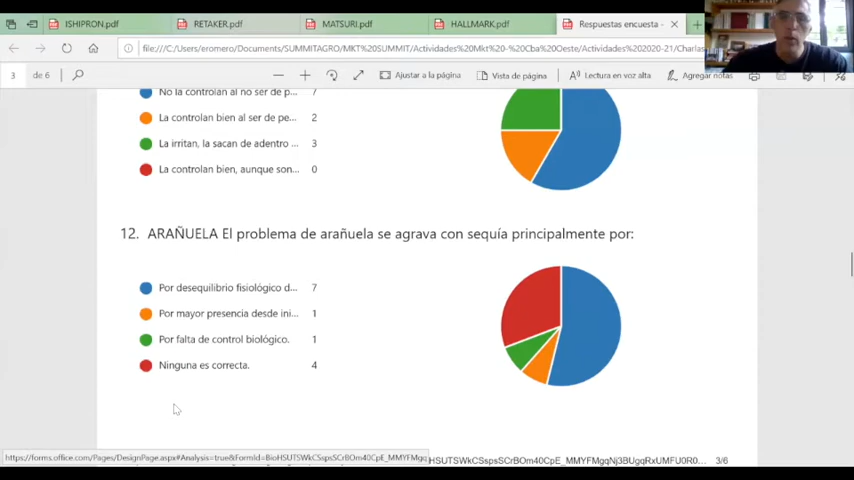 ISHIPRON.pdf
RETAKER.pdf
MATSURI.pdf
HALLMARK.pdf
Respuestas encuesta -
file:///C:/Users/eromero/Documents/SUMMITAGRO/MKT%20SUMMIT/Actividades%20Mkt%20-%20Cba%20Oeste/Actividades%202020-21/Charlas
3 de 6
Ajustar a la página
Vista de página
Lectura en voz alta
Agregar notas
No la controlan al no ser de p... 7
La controlan bien al ser de pe... 2
La irritan, la sacan de adentro ... 3
La controlan bien, aunque son... 0
12. ARAÑUELA El problema de arañuela se agrava con sequía principalmente por:
Por desequilibrio fisiológico d... 7
Por mayor presencia desde ini... 1
Por falta de control biológico. 1
Ninguna es correcta. 4
3/6